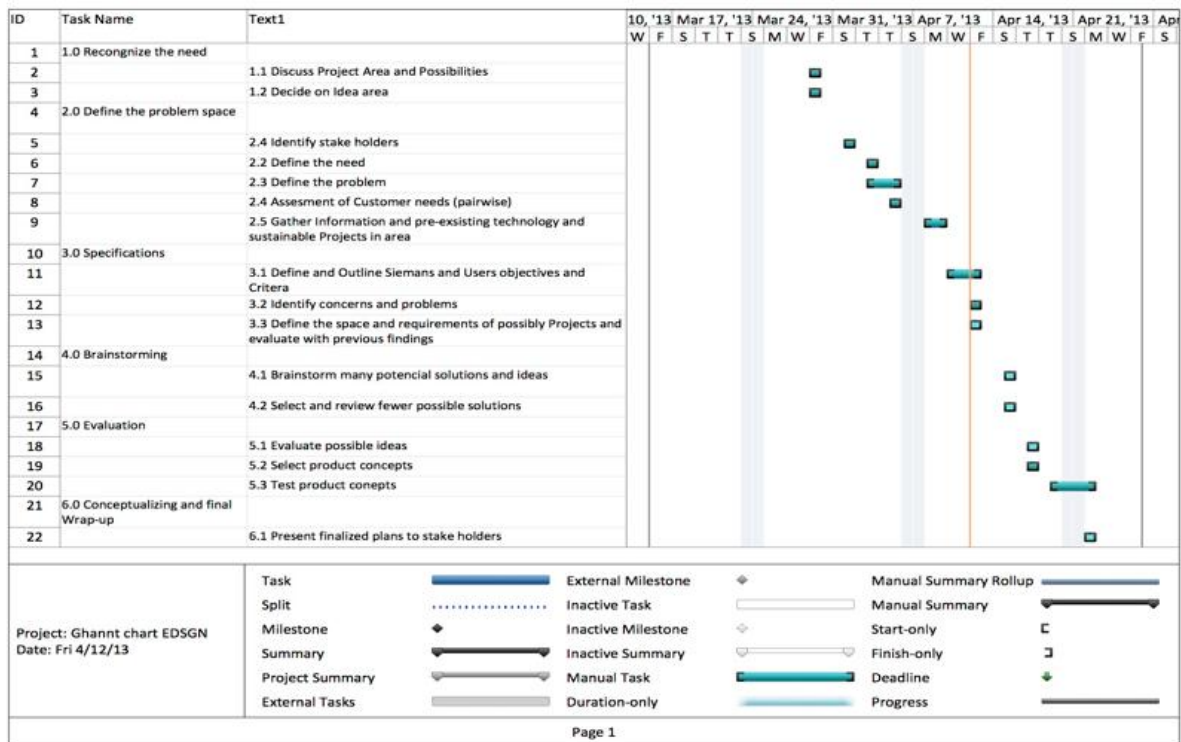 ID Task Name Text1 10, '13 Mar 17, '13 Mar 24, '13 Mar 31, '13 Apr 7, '13 Apr 14, '13 Apr 21, '13 Apr
W F S T T S M W F S T T S M W F S T T S M W F S
1 1.0 Recongnize the need
2 1.1 Discuss Project Area and Possibilities
3 1.2 Decide on Idea area
4 2.0 Define the problem space
5 2.4 Identify stake holders
6 2.2 Define the need
7 2.3 Define the problem
8 2.4 Assesment of Customer needs (pairwise)
9 2.5 Gather Information and pre-exsisting technology and
sustainable Projects in area
10 3.0 Specifications
11 3.1 Define and Outline Siemans and Users objectives and
Critera
12 3.2 Identify concerns and problems
13 3.3 Define the space and requirements of possibly Projects and
evaluate with previous findings
14 4.0 Brainstorming
15 4.1 Brainstorm many potencial solutions and ideas
16 4.2 Select and review fewer possible solutions
17 5.0 Evaluation
18 5.1 Evaluate possible ideas
19 5.2 Select product concepts
20 5.3 Test product conepts
21 6.0 Conceptualizing and final
Wrap-up
22 6.1 Present finalized plans to stake holders
Project: Ghannt chart EDSGN
Date: Fri 4/12/13
Task External Milestone Manual Summary Rollup
Split Inactive Task Manual Summary
Milestone Inactive Milestone Start-only
Summary Inactive Summary Finish-only
Project Summary Manual Task Deadline
External Tasks Duration-only Progress
Page 1